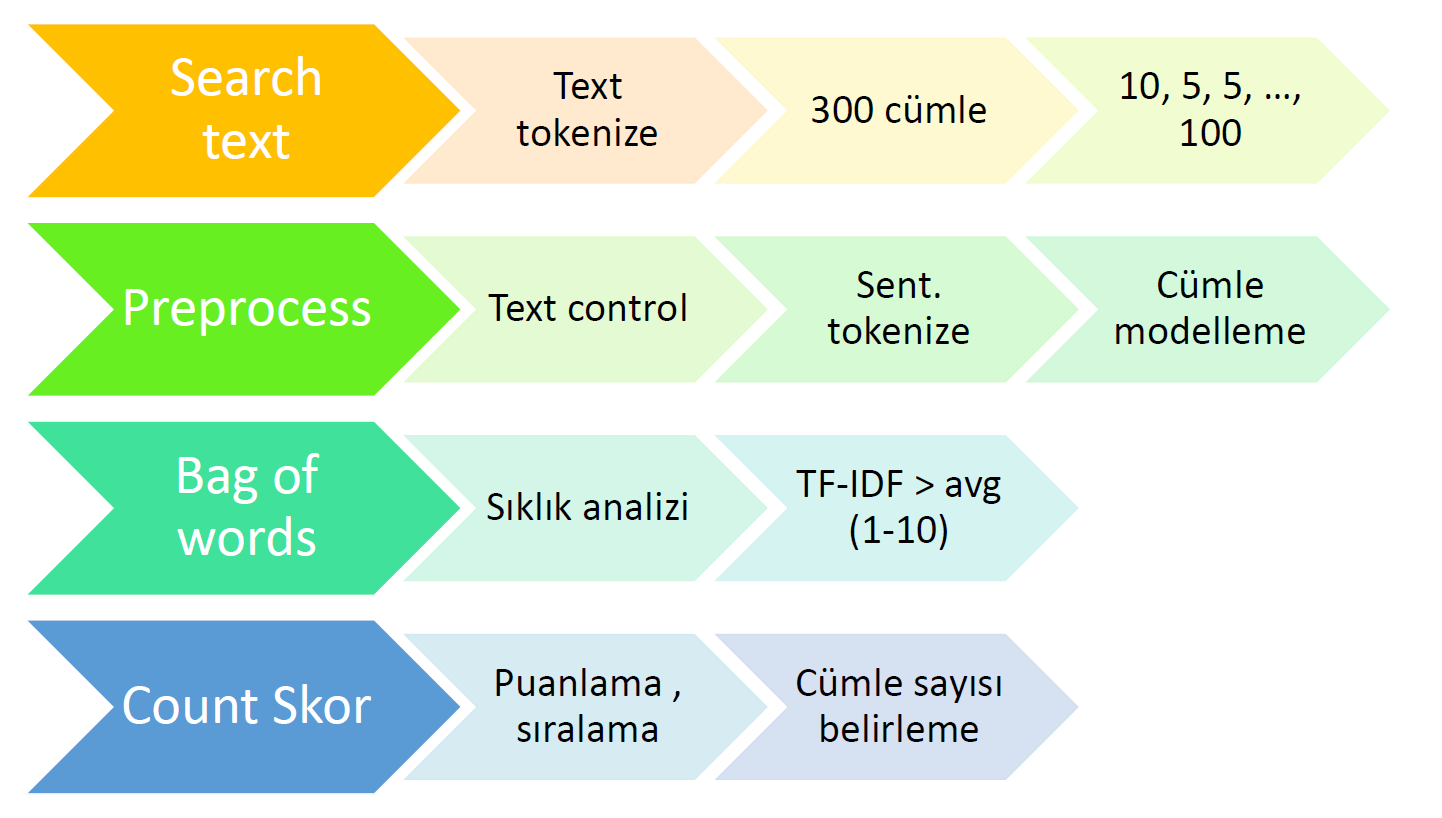 Search
text
Text
tokenize
300 cümle
10, 5, 5, ...,
100
Preprocess
Text control
Sent.
tokenize
Cümle
modelleme
Bag of
words
Sıklık analizi
TF-IDF > avg
(1-10)
Count Skor
Puanlama ,
sıralama
Cümle sayısı
belirleme